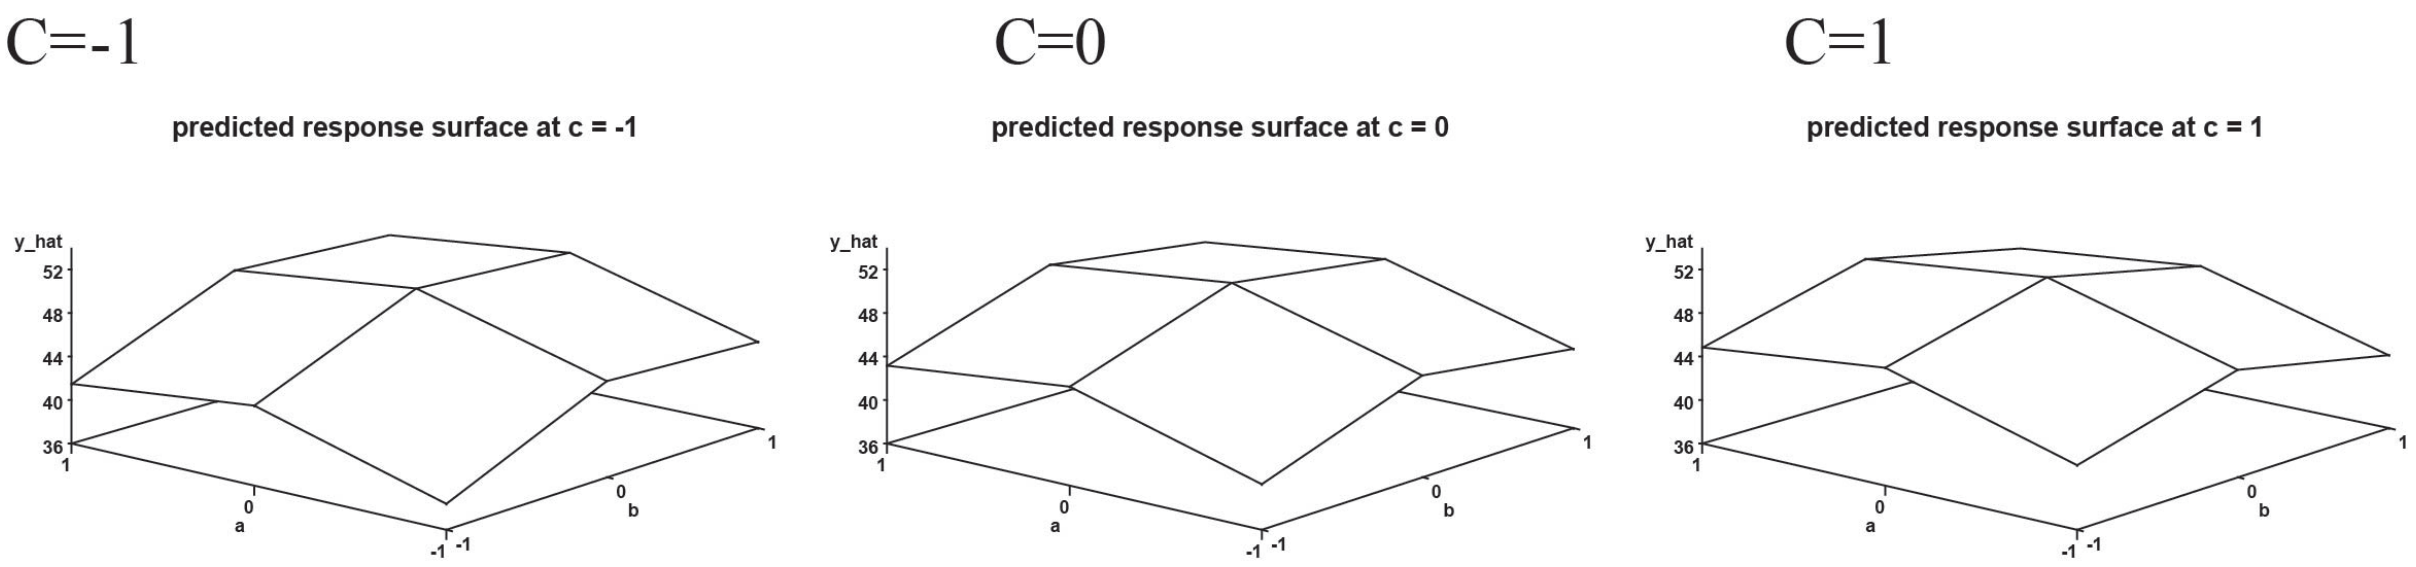 C=-1
C=0
C=1
predicted response surface at c = -1
predicted response surface at c = 0
predicted response surface at c = 1
y_hat
52
48
44
40
36
1
0
a
-1
-1
0
b
1
y_hat
52
48
44
40
36
1
0
a
-1
-1
0
b
1
y_hat
52
48
44
40
36
1
0
a
-1
-1
0
b
1